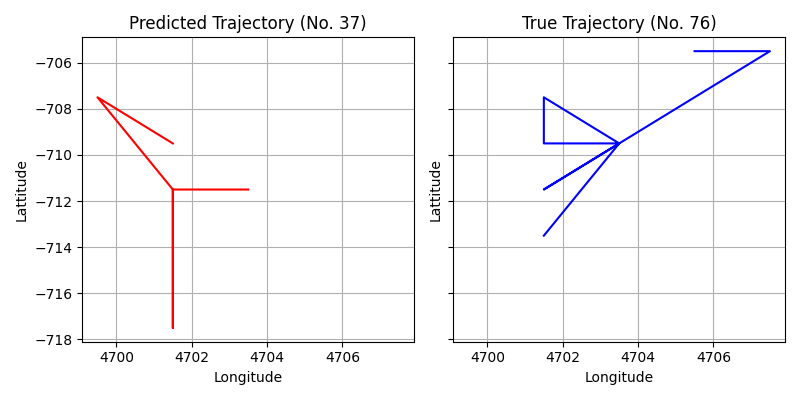 Predicted Trajectory (No. 37)
True Trajectory (No. 76)
Lattitude
−706
−708
−710
−712
−714
−716
−718
4700
4702
4704
4706
Longitude
Lattitude
4700
4702
4704
4706
Longitude